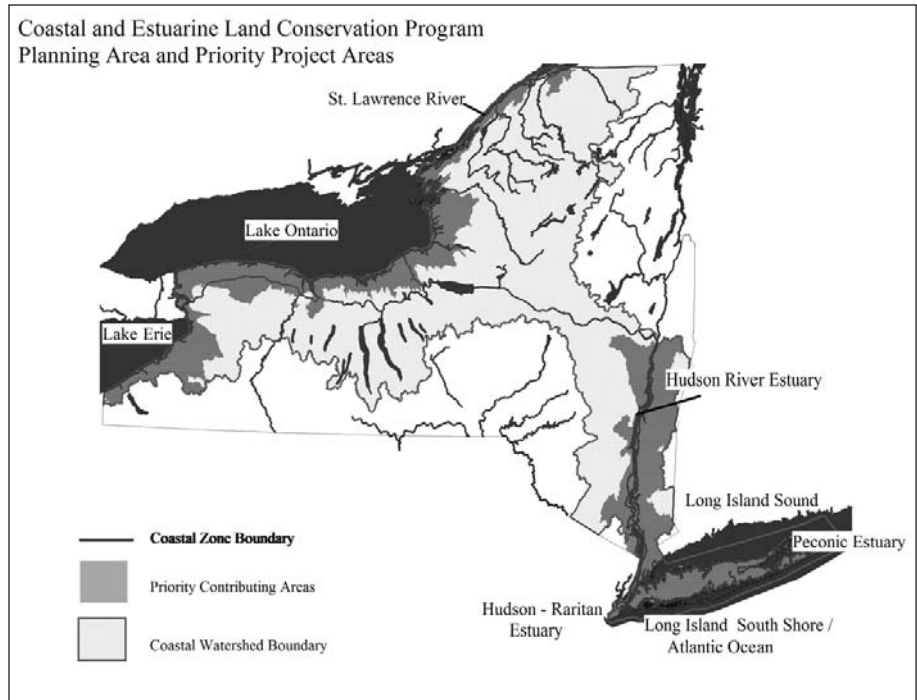 Coastal and Estuarine Land Conservation Program
Planning Area and Priority Project Areas
St. Lawrence River
Lake Ontario
Lake Erie
Hudson River Estuary
Long Island Sound
Peconic Estuary
Hudson - Raritan
Estuary
Long Island South Shore /
Atlantic Ocean
Coastal Zone Boundary
Priority Contributing Areas
Coastal Watershed Boundary